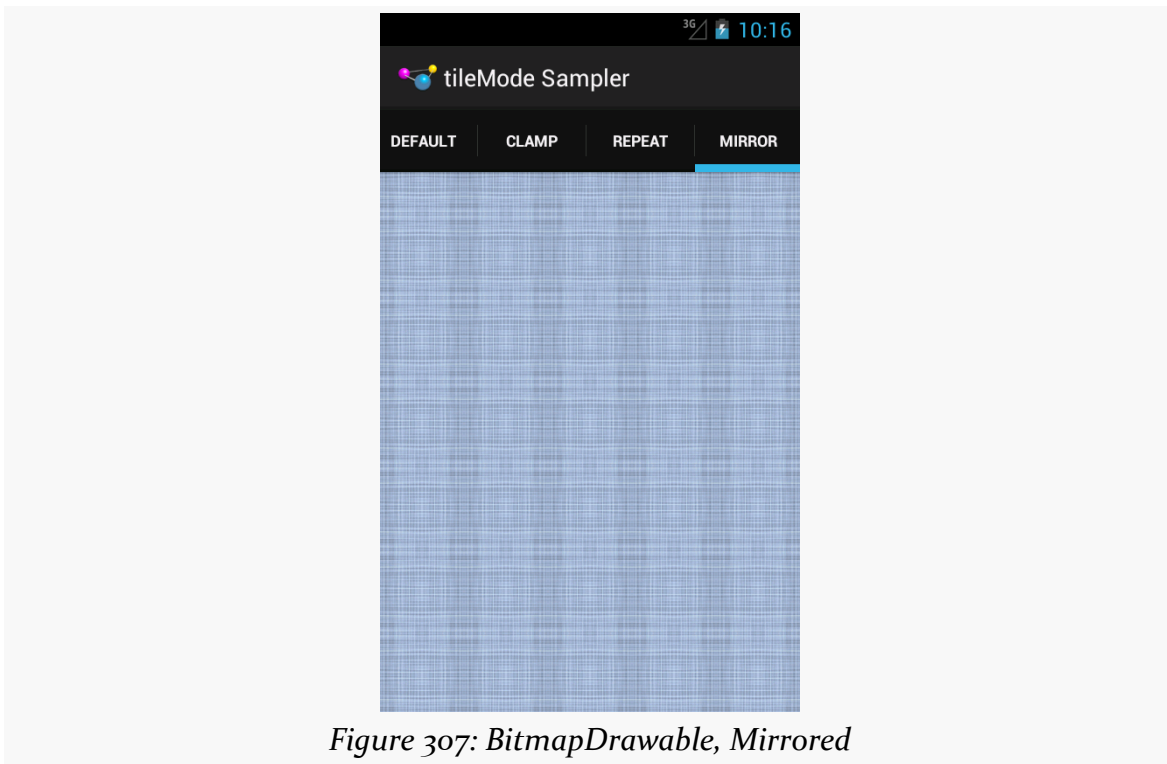 3G 10:16
tileMode Sampler
DEFAULT CLAMP REPEAT MIRROR
Figure 307: BitmapDrawable, Mirrored